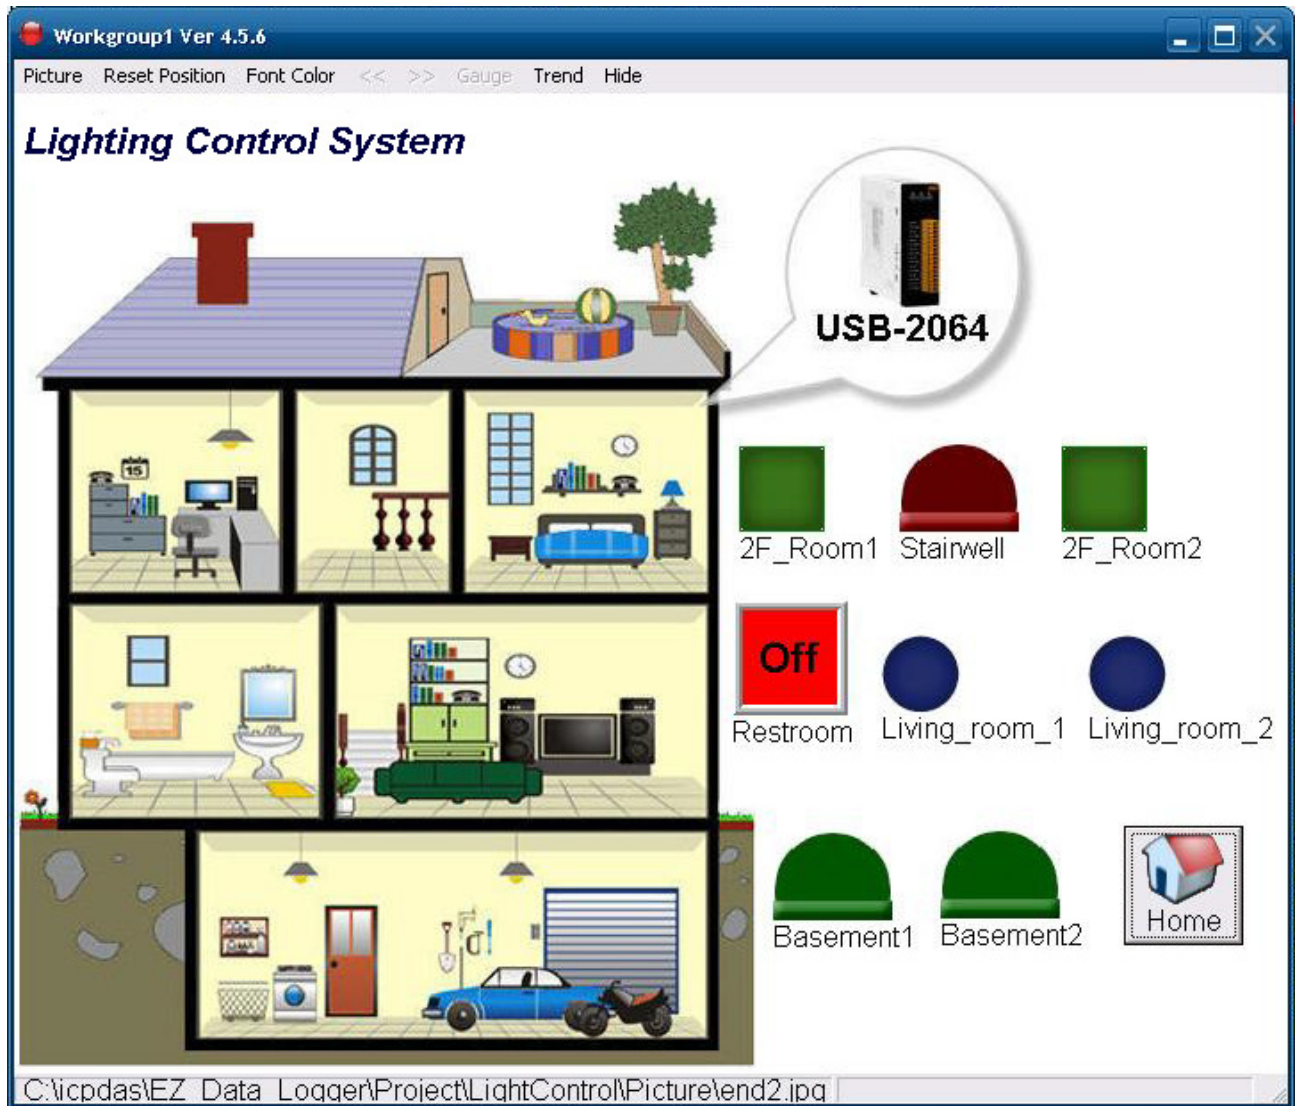 Workgroup1 Ver 4.5.6
Picture Reset Position Font Color << >> Gauge Trend Hide
Lighting Control System
USB-2064
15
2F_Room1 Stairwell 2F_Room2
Off
Restroom Living_room_1 Living_room_2
Basement1 Basement2 Home
C:\icpdas\EZ_Data_Logger\Project\LightControl\Picture\end2.jpg